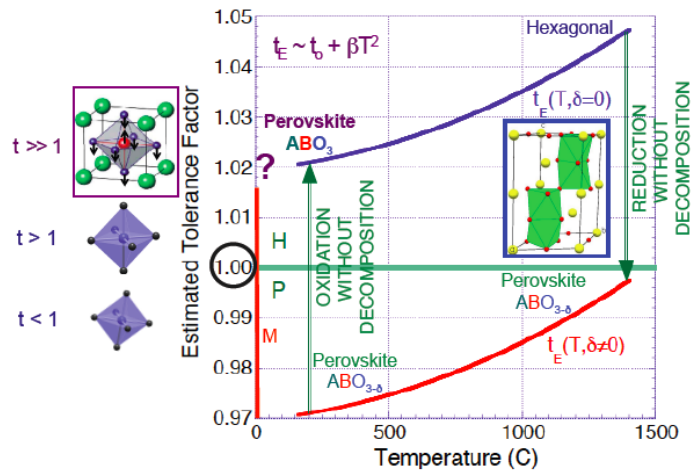 t >> 1
t > 1
t < 1
Estimated Tolerance Factor
1.05
1.04
1.03
1.02
1.01
1.00
0.99
0.98
0.97
t_E ~ t_o + βT²
Hexagonal
t_E(T,δ=0)
Perovskite
ABO₃
?
H
P
M
OXIDATION
WITHOUT
DECOMPOSITION
REDUCTION
WITHOUT
DECOMPOSITION
Perovskite
ABO₃₋δ
t_E(T,δ≠0)
Perovskite
ABO₃₋δ
0
500
1000
1500
Temperature (C)